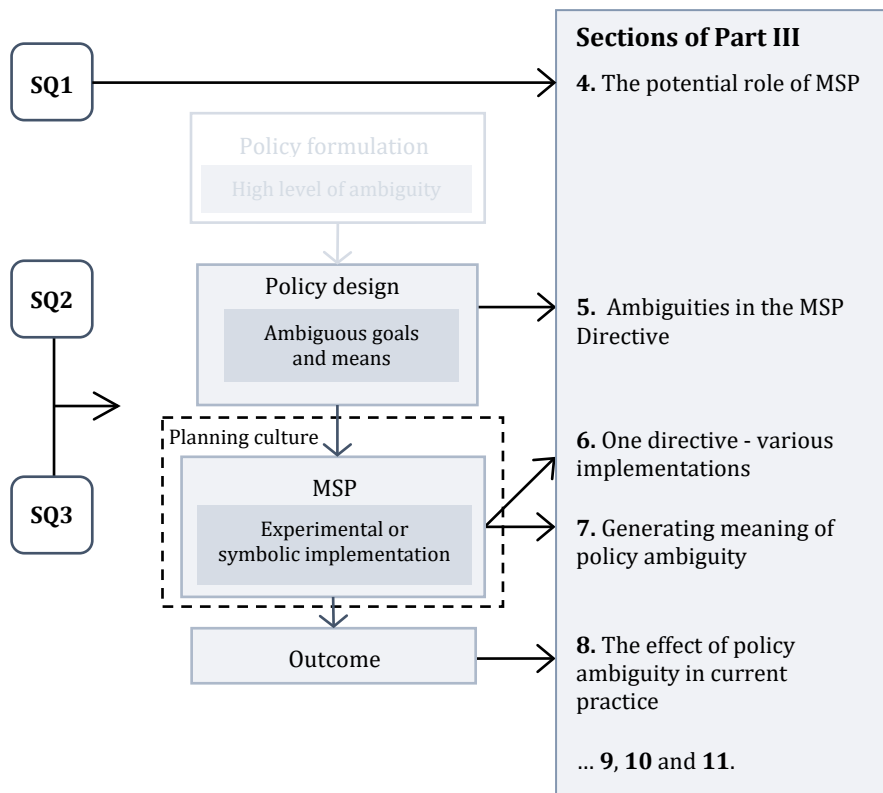 SQ1
Policy formulation
High level of ambiguity
SQ2
Policy design
Ambiguous goals
and means
Planning culture
SQ3
MSP
Experimental or
symbolic implementation
Outcome
Sections of Part III
4. The potential role of MSP
5. Ambiguities in the MSP
Directive
6. One directive - various
implementations
7. Generating meaning of
policy ambiguity
8. The effect of policy
ambiguity in current
practice
... 9, 10 and 11.